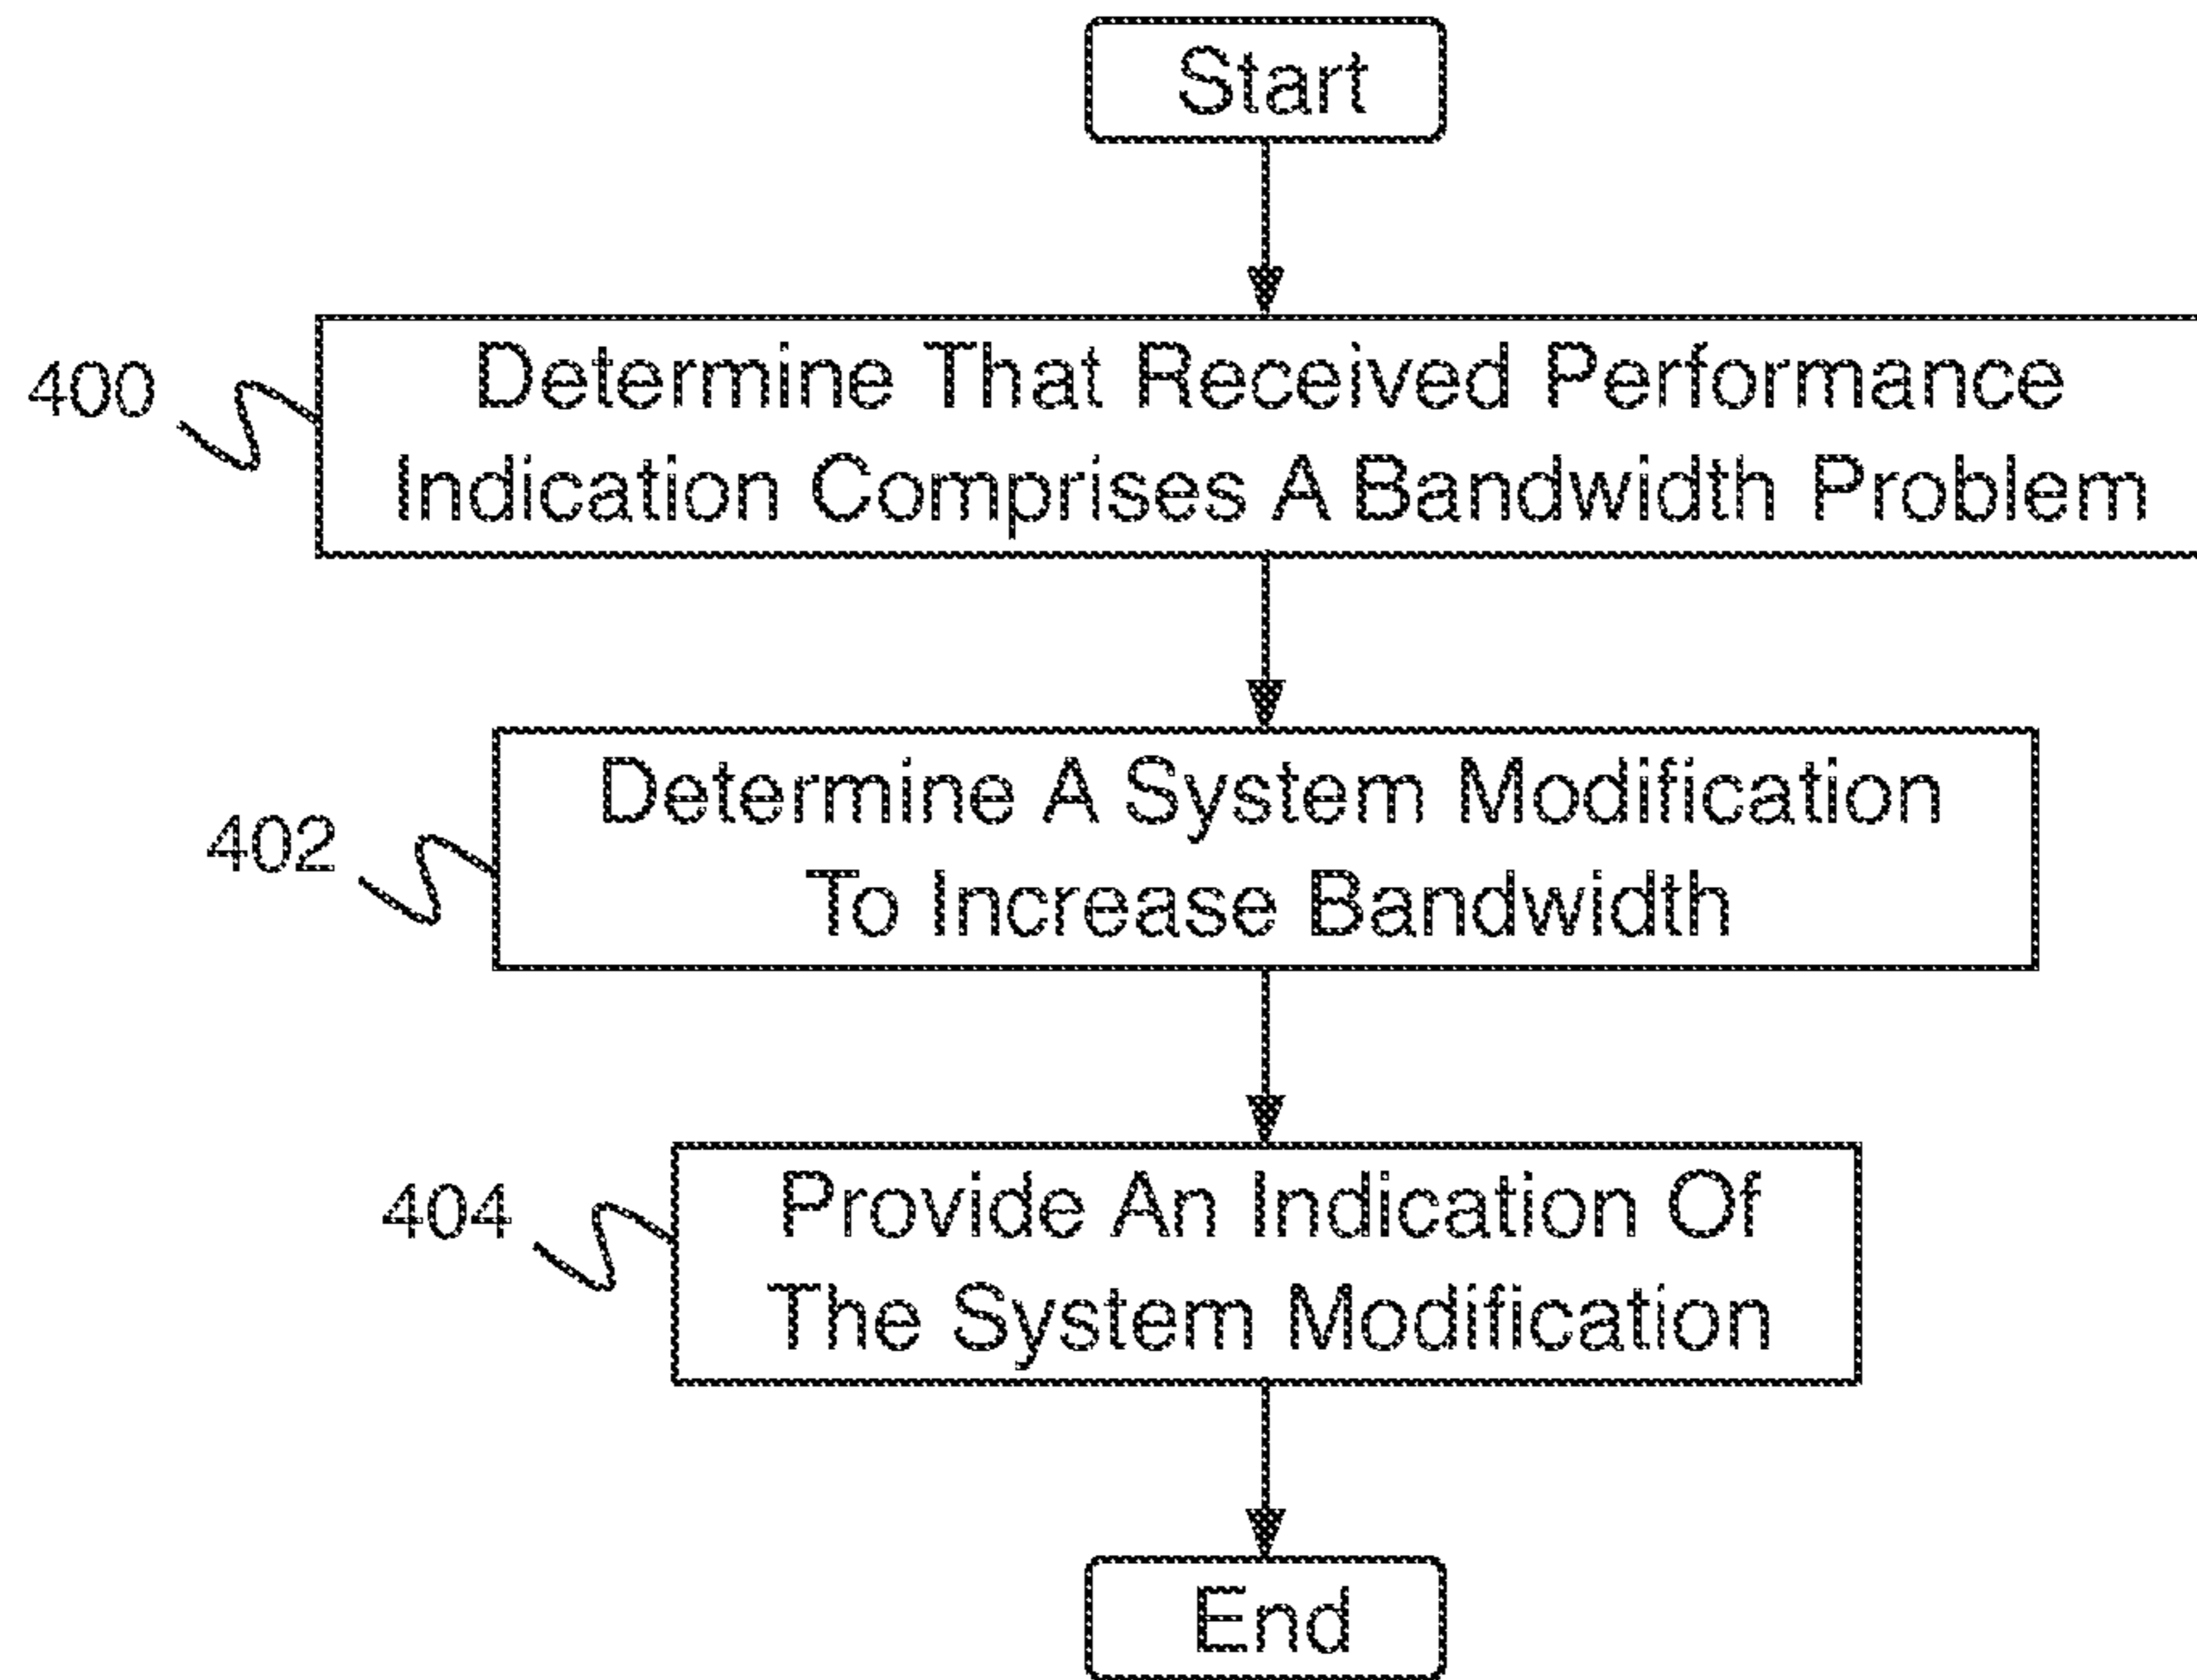 Start
400
Determine That Received Performance
Indication Comprises A Bandwidth Problem
402
Determine A System Modification
To Increase Bandwidth
404
Provide An Indication Of
The System Modification
End